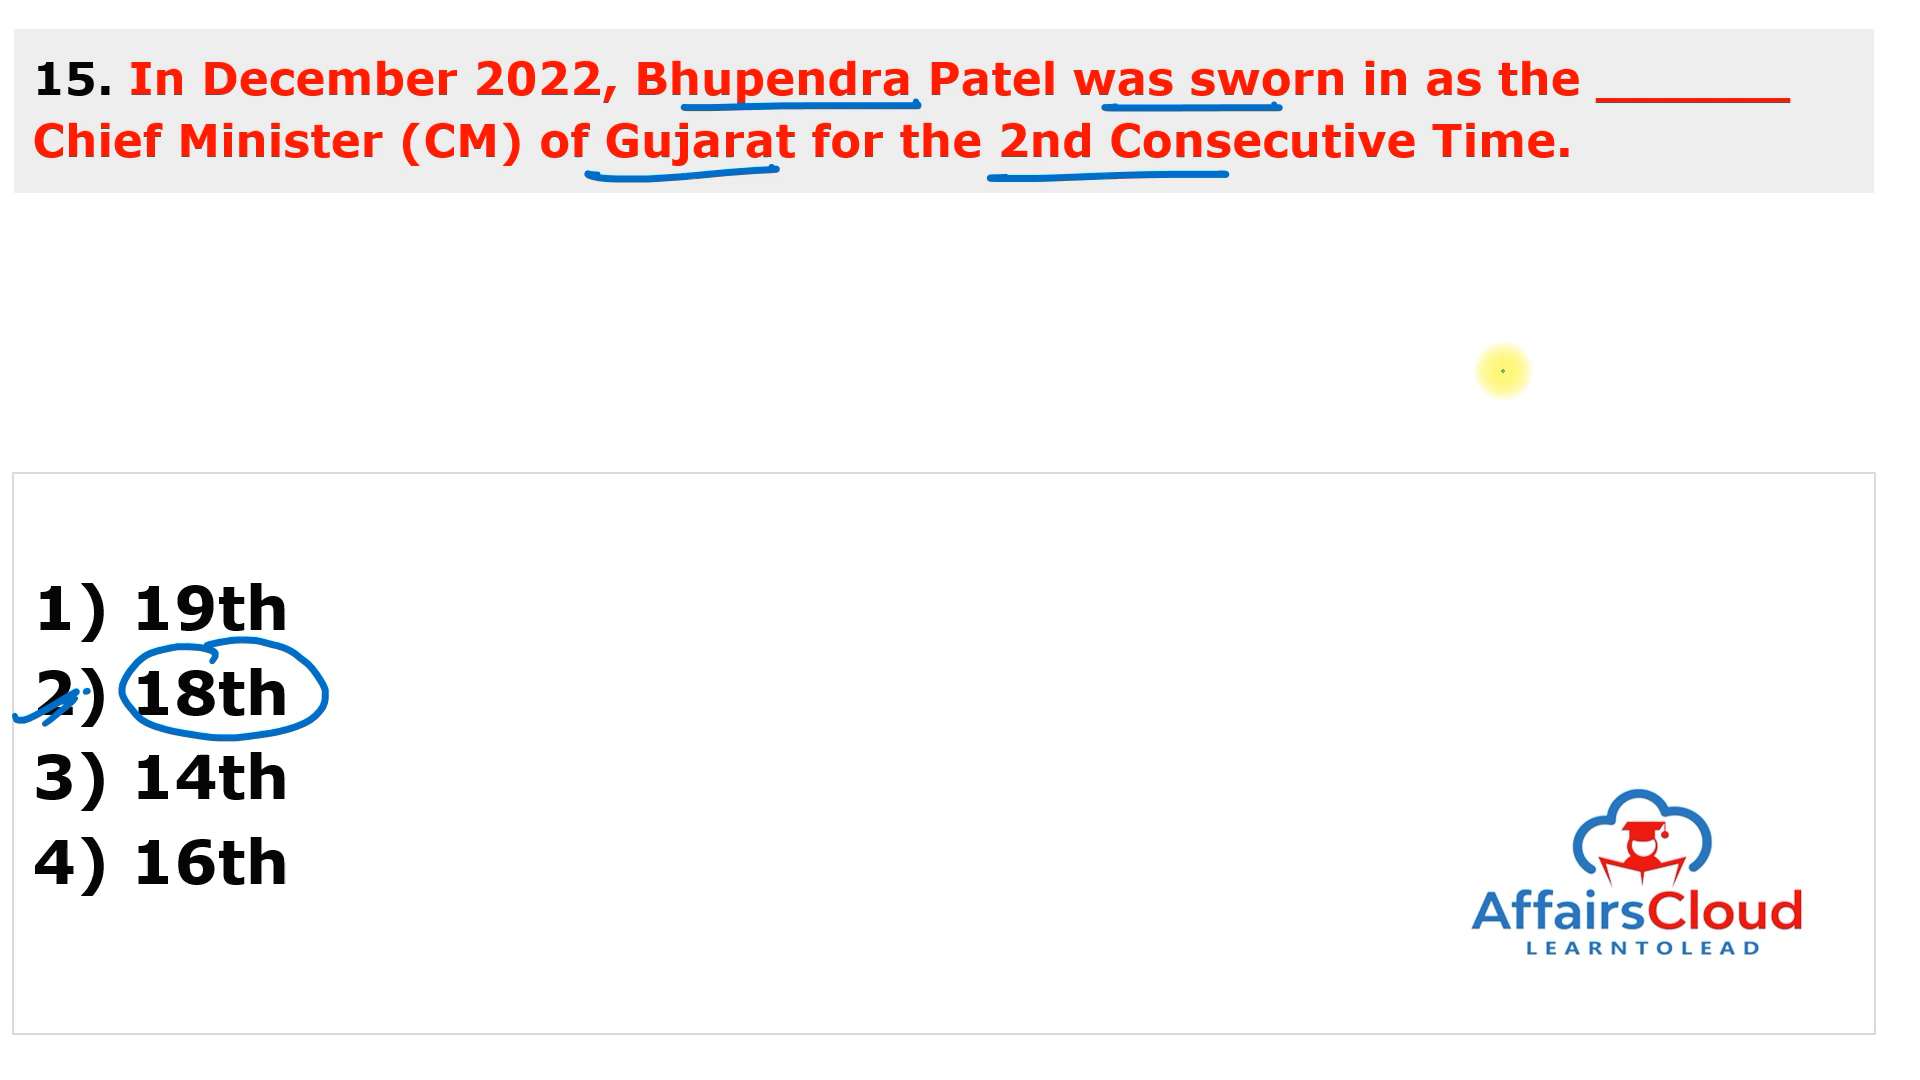 15. In December 2022, Bhupendra Patel was sworn in as the ________
Chief Minister (CM) of Gujarat for the 2nd Consecutive Time.
1) 19th
2) 18th
3) 14th
4) 16th
AffairsCloud
LEARNTOLEAD